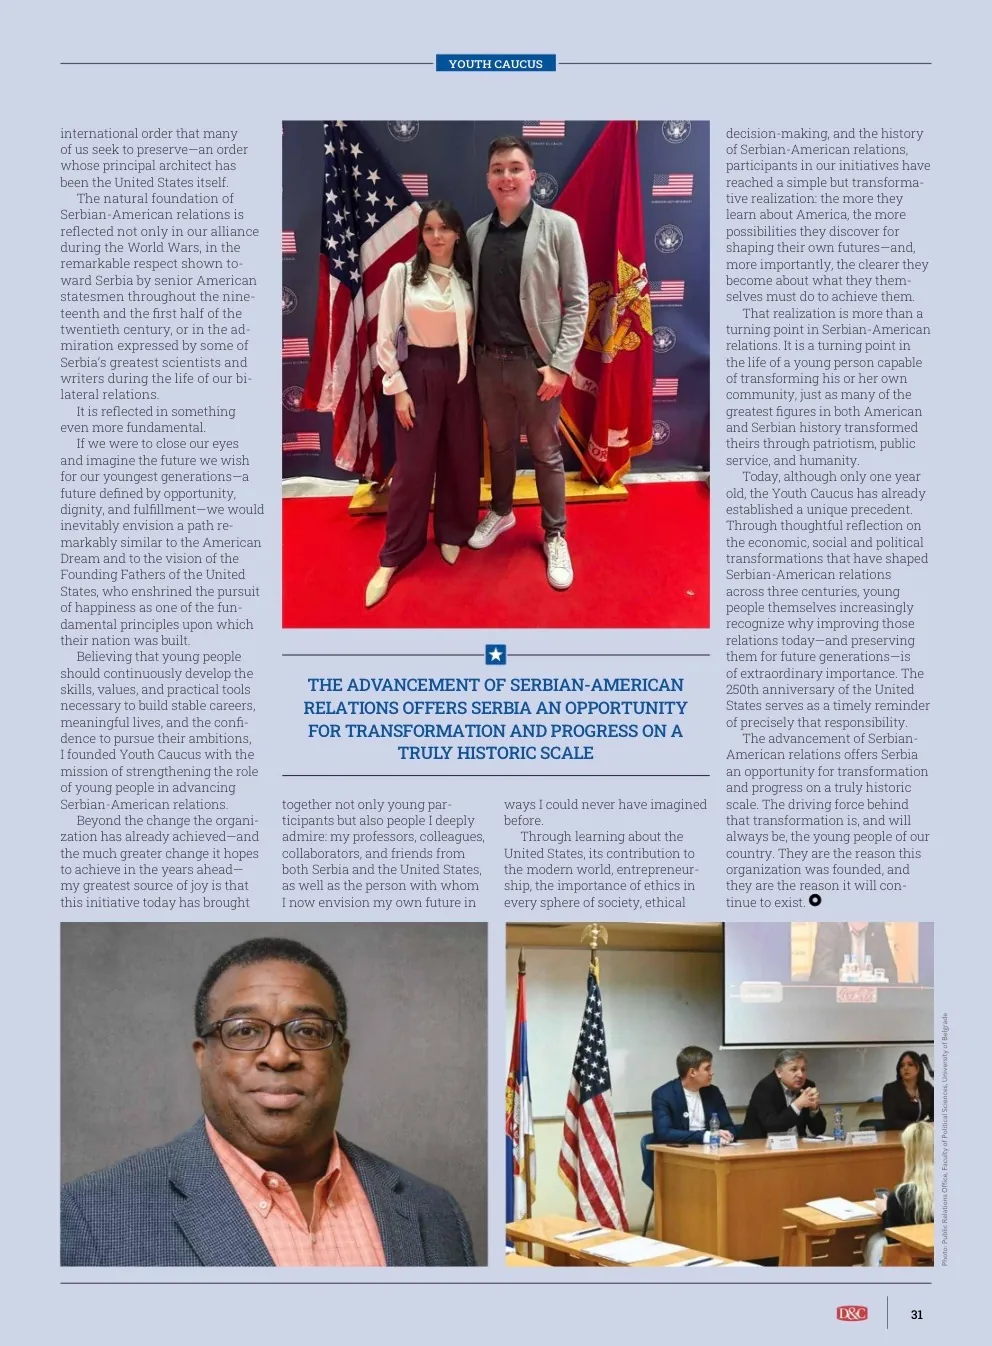 YOUTH CAUCUS
international order that many
of us seek to preserve—an order
whose principal architect has
been the United States itself.
The natural foundation of
Serbian-American relations is
reflected not only in our alliance
during the World Wars, in the
remarkable respect shown to-
ward Serbia by senior American
statesmen throughout the nine-
teenth and the first half of the
twentieth century, or in the ad-
miration expressed by some of
Serbia's greatest scientists and
writers during the life of our bi-
lateral relations.
It is reflected in something
even more fundamental.
If we were to close our eyes
and imagine the future we wish
for our youngest generations—a
future defined by opportunity,
dignity, and fulfillment—we would
inevitably envision a path re-
markably similar to the American
Dream and to the vision of the
Founding Fathers of the United
States, who enshrined the pursuit
of happiness as one of the fun-
damental principles upon which
their nation was built.
Believing that young people
should continuously develop the
skills, values, and practical tools
necessary to build stable careers,
meaningful lives, and the confi-
dence to pursue their ambitions,
I founded Youth Caucus with the
mission of strengthening the role
of young people in advancing
Serbian-American relations.
Beyond the change the organi-
zation has already achieved—and
the much greater change it hopes
to achieve in the years ahead—
my greatest source of joy is that
this initiative today has brought
THE ADVANCEMENT OF SERBIAN-AMERICAN
RELATIONS OFFERS SERBIA AN OPPORTUNITY
FOR TRANSFORMATION AND PROGRESS ON A
TRULY HISTORIC SCALE
together not only young par-
ticipants but also people I deeply
admire: my professors, colleagues,
collaborators, and friends from
both Serbia and the United States,
as well as the person with whom
I now envision my own future in
ways I could never have imagined
before.
Through learning about the
United States, its contribution to
the modern world, entrepreneur-
ship, the importance of ethics in
every sphere of society, ethical
decision-making, and the history
of Serbian-American relations,
participants in our initiatives have
reached a simple but transforma-
tive realization: the more they
learn about America, the more
possibilities they discover for
shaping their own futures—and,
more importantly, the clearer they
become about what they them-
selves must do to achieve them.
That realization is more than a
turning point in Serbian-American
relations. It is a turning point in
the life of a young person capable
of transforming his or her own
community, just as many of the
greatest figures in both American
and Serbian history transformed
theirs through patriotism, public
service, and humanity.
Today, although only one year
old, the Youth Caucus has already
established a unique precedent.
Through thoughtful reflection on
the economic, social and political
transformations that have shaped
Serbian-American relations
across three centuries, young
people themselves increasingly
recognize why improving those
relations today—and preserving
them for future generations—is
of extraordinary importance. The
250th anniversary of the United
States serves as a timely reminder
of precisely that responsibility.
The advancement of Serbian-
American relations offers Serbia
an opportunity for transformation
and progress on a truly historic
scale. The driving force behind
that transformation is, and will
always be, the young people of our
country. They are the reason this
organization was founded, and
they are the reason it will con-
tinue to exist.
Photo: Public Relations Office, Faculty of Political Sciences, University of Belgrade
D&C
31